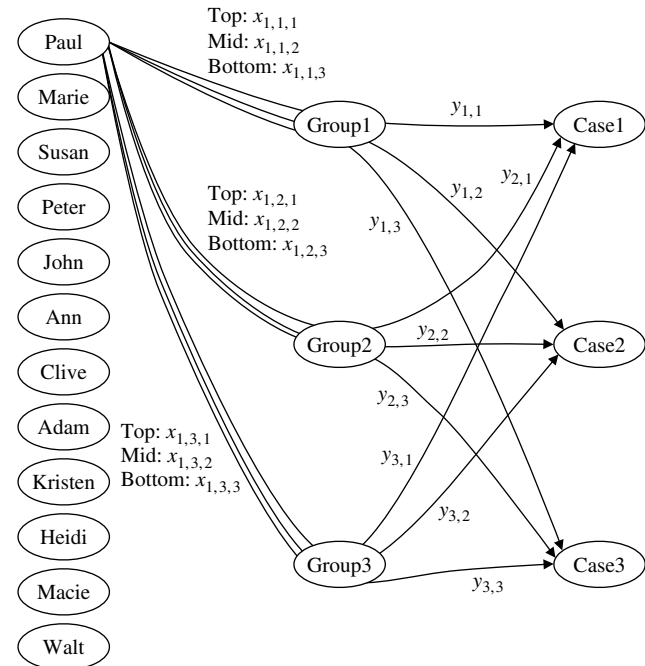 Paul
Marie
Susan
Peter
John
Ann
Clive
Adam
Kristen
Heidi
Macie
Walt
Top: x1,1,1
Mid: x1,1,2
Bottom: x1,1,3
Top: x1,2,1
Mid: x1,2,2
Bottom: x1,2,3
Top: x1,3,1
Mid: x1,3,2
Bottom: x1,3,3
Group1
Group2
Group3
y1,1
y1,2
y1,3
y2,1
y2,2
y2,3
y3,1
y3,2
y3,3
Case1
Case2
Case3